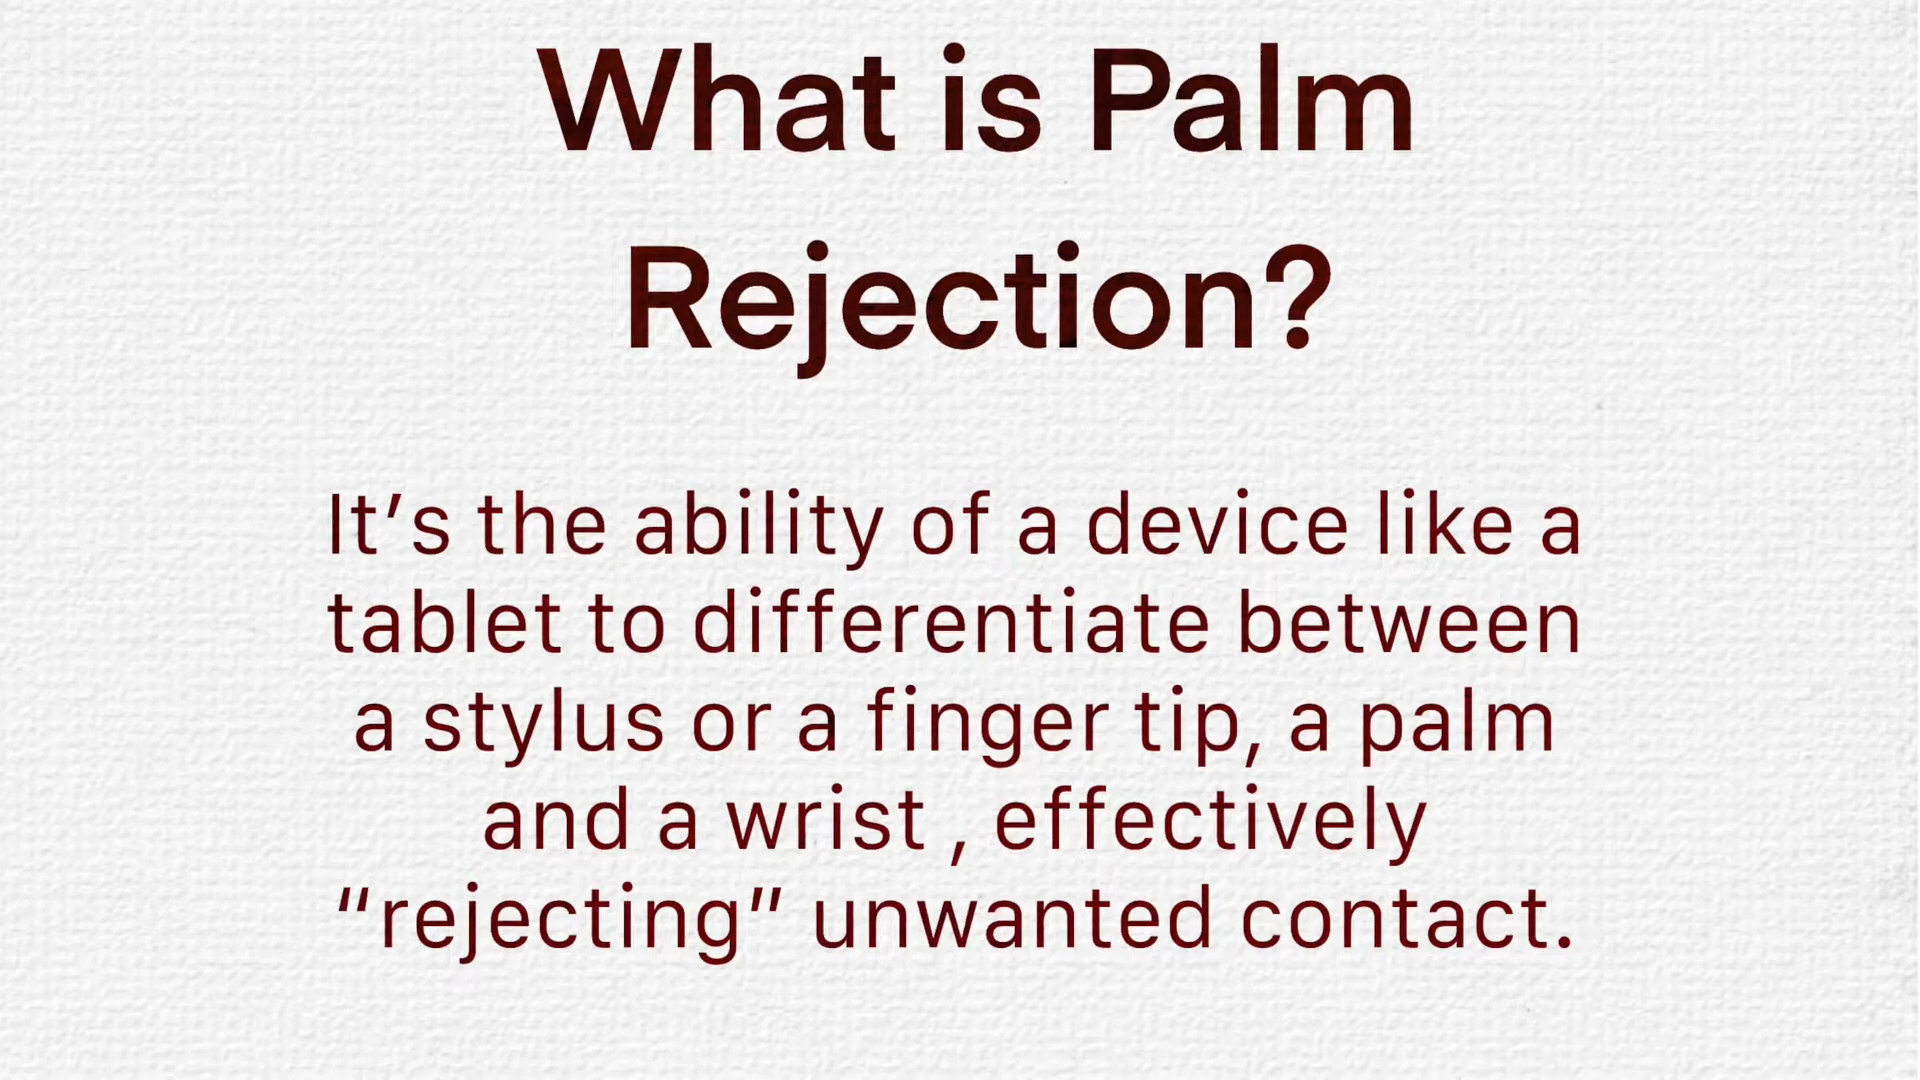 What is Palm
Rejection?
It’s the ability of a device like a
tablet to differentiate between
a stylus or a finger tip, a palm
and a wrist , effectively
“rejecting” unwanted contact.